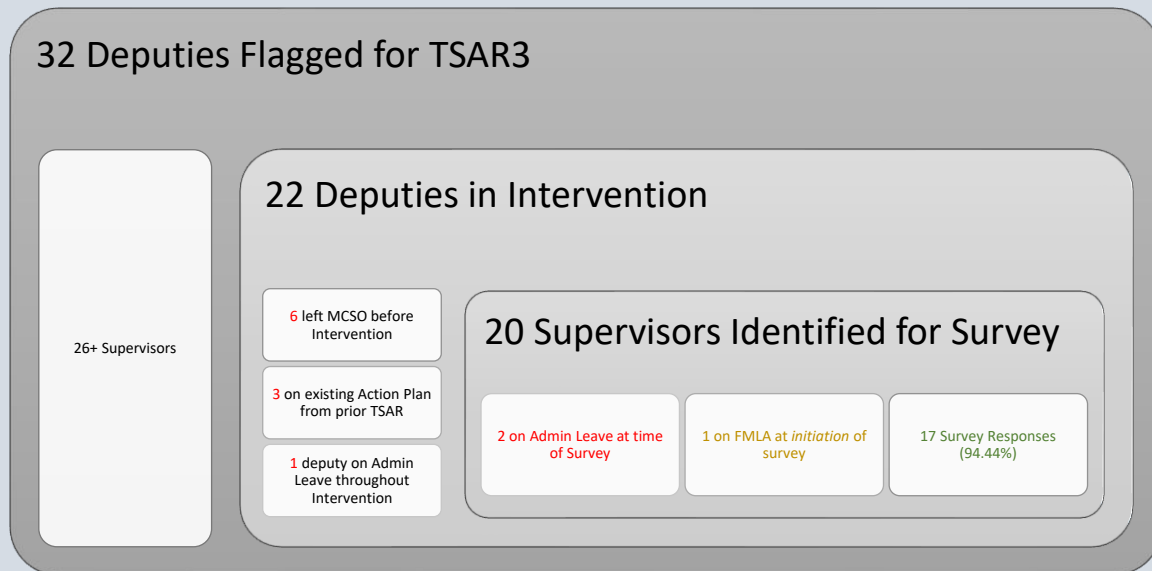 32 Deputies Flagged for TSAR3
26+ Supervisors
22 Deputies in Intervention
6 left MCSO before
Intervention
3 on existing Action Plan
from prior TSAR
1 deputy on Admin
Leave throughout
Intervention
20 Supervisors Identified for Survey
2 on Admin Leave at time
of Survey
1 on FMLA at initiation of
survey
17 Survey Responses
(94.44%)